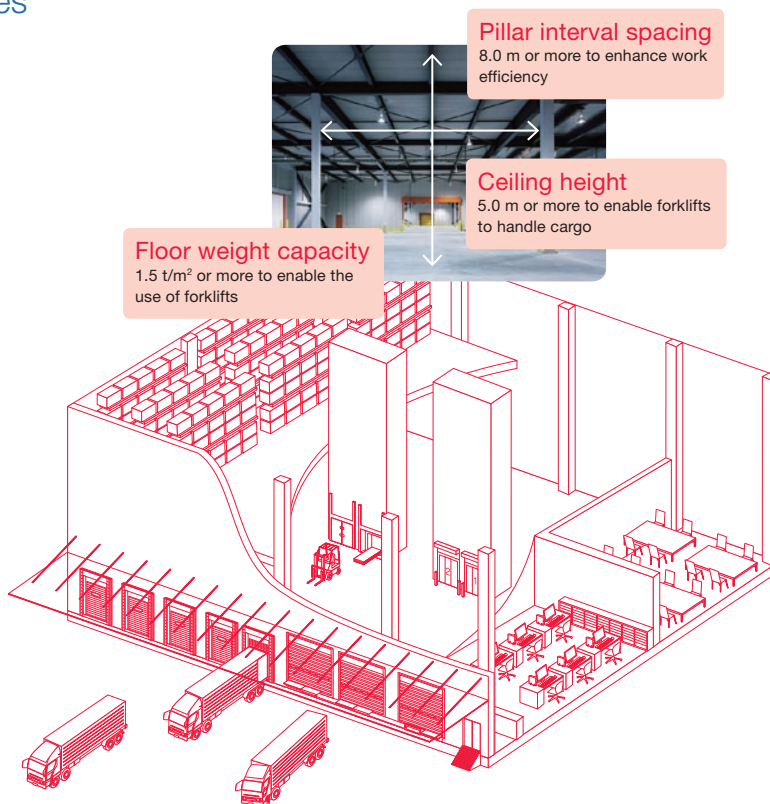 es
Pillar interval spacing
8.0 m or more to enhance work
efficiency
Ceiling height
5.0 m or more to enable forklifts
to handle cargo
Floor weight capacity
1.5 t/m² or more to enable the
use of forklifts